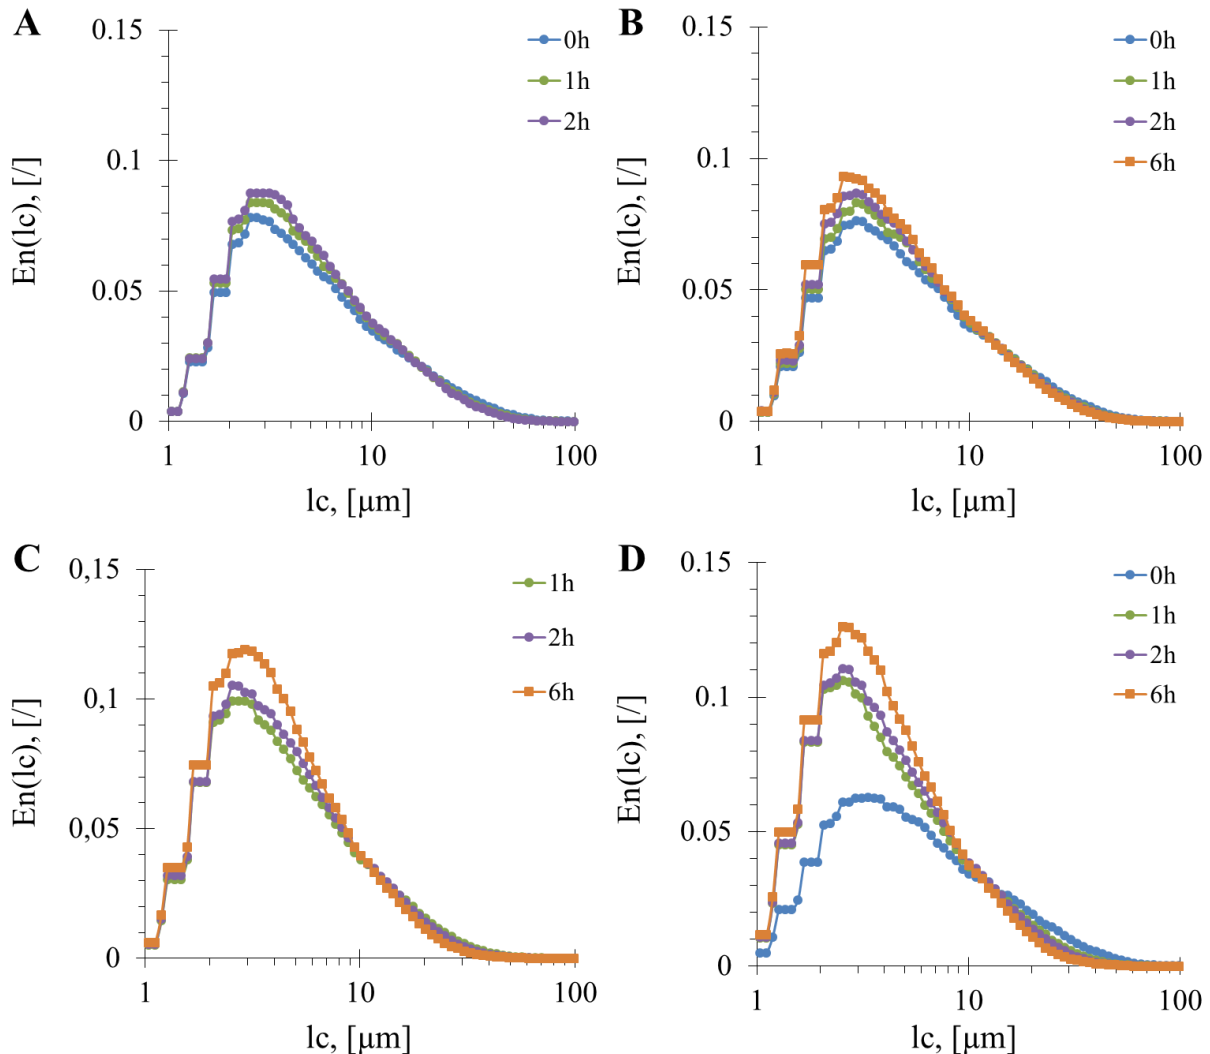 A
0.15
0.1
0.05
0
En(lc), [/]
1
10
100
lc, [µm]
0h
1h
2h
B
0.15
0.1
0.05
0
En(lc), [/]
1
10
100
lc, [µm]
0h
1h
2h
6h
C
0,15
0,1
0,05
0
En(lc), [/]
1
10
100
lc, [µm]
1h
2h
6h
D
0.15
0.1
0.05
0
En(lc), [/]
1
10
100
lc, [µm]
0h
1h
2h
6h